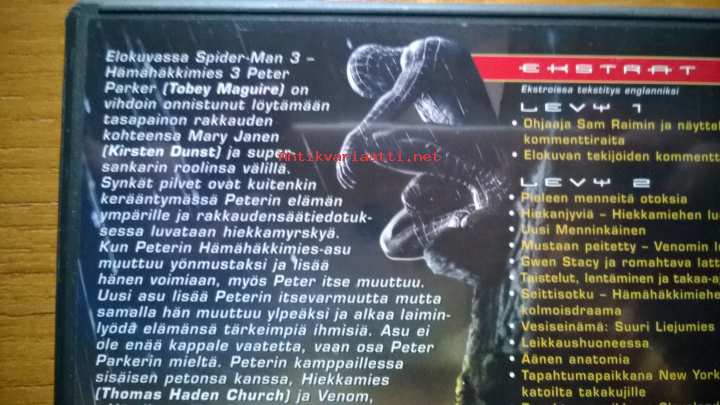 Elokuvassa Spider-Man 3 –
Hämähäkkimies 3 Peter
Parker (Tobey Maguire) on
vihdoin onnistunut löytämään
tasapainon rakkauden
kohteensa Mary Janen
(Kirsten Dunst) ja super-
sankarin roolinsa välillä.
Synkät pilvet ovat kuitenkin
kerääntymässä Peterin elämän
ympärille ja rakkaudensäätiedotuk-
sessa luvataan hiekkamyrskyä.
Kun Peterin Hämähäkkimies-asu
muuttuu yönmustaksi ja lisää
hänen voimiaan, myös Peter itse muuttuu.
Uusi asu lisää Peterin itsevarmuutta mutta
samalla hän muuttuu ylpeäksi ja alkaa laimin-
lyödä elämänsä tärkeimpiä ihmisiä. Asu ei
ole enää kappale vaatetta, vaan osa Peter
Parkerin mieltä. Peterin kamppaillessa
sisäisen petonsa kanssa, Hiekkamies
(Thomas Haden Church) ja Venom,
Antikvariaatti.net
EKSTRAT
Ekstroissa tekstitys englanniksi
LEVY 1
• Ohjaaja Sam Raimin ja näyttel
kommenttiraita
• Elokuvan tekijöiden komment
LEVY 2
• Pieleen menneitä otoksia
• Hiekanjyviä – Hiekkamiehen lu
• Uusi Menninkäinen
• Mustaan peitetty – Venomin lu
• Gwen Stacy ja romahtava latt
• Taistelut, lentäminen ja takaa-a
• Seittisotku – Hämähäkkimiehe
kolmoisdraama
• Vesiseinämä: Suuri Liejumies
• Leikkaushuoneessa
• Äänen anatomia
• Tapahtumapaikkana New York
katoilta takakujille